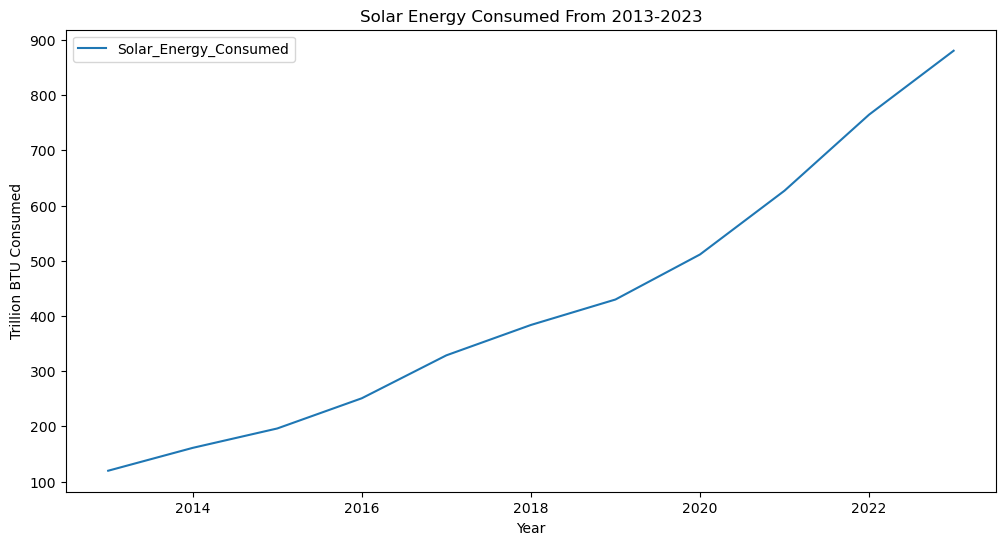 Solar Energy Consumed From 2013-2023
Solar_Energy_Consumed
Trillion BTU Consumed
900
800
700
600
500
400
300
200
100
2014 2016 2018 2020 2022
Year